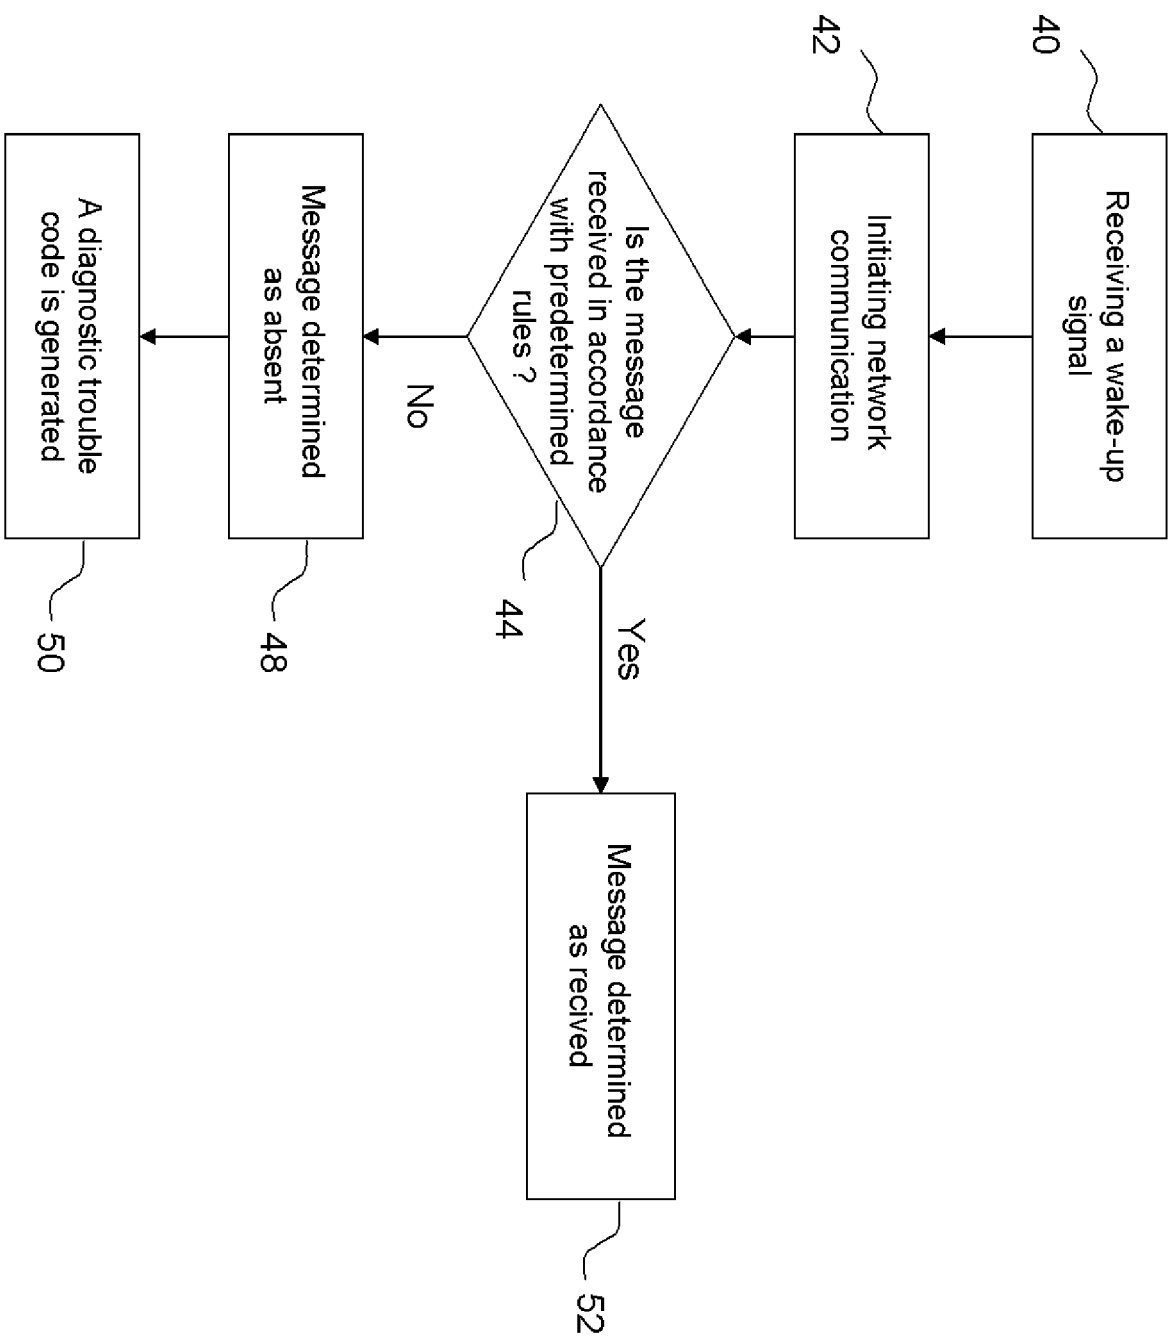 40
Receiving a wake-up
signal
42
Initiating network
communication
Is the message
received in accordance
with predetermined
rules ?
44
Yes
Message determined
as recived
52
No
Message determined
as absent
48
A diagnostic trouble
code is generated
50